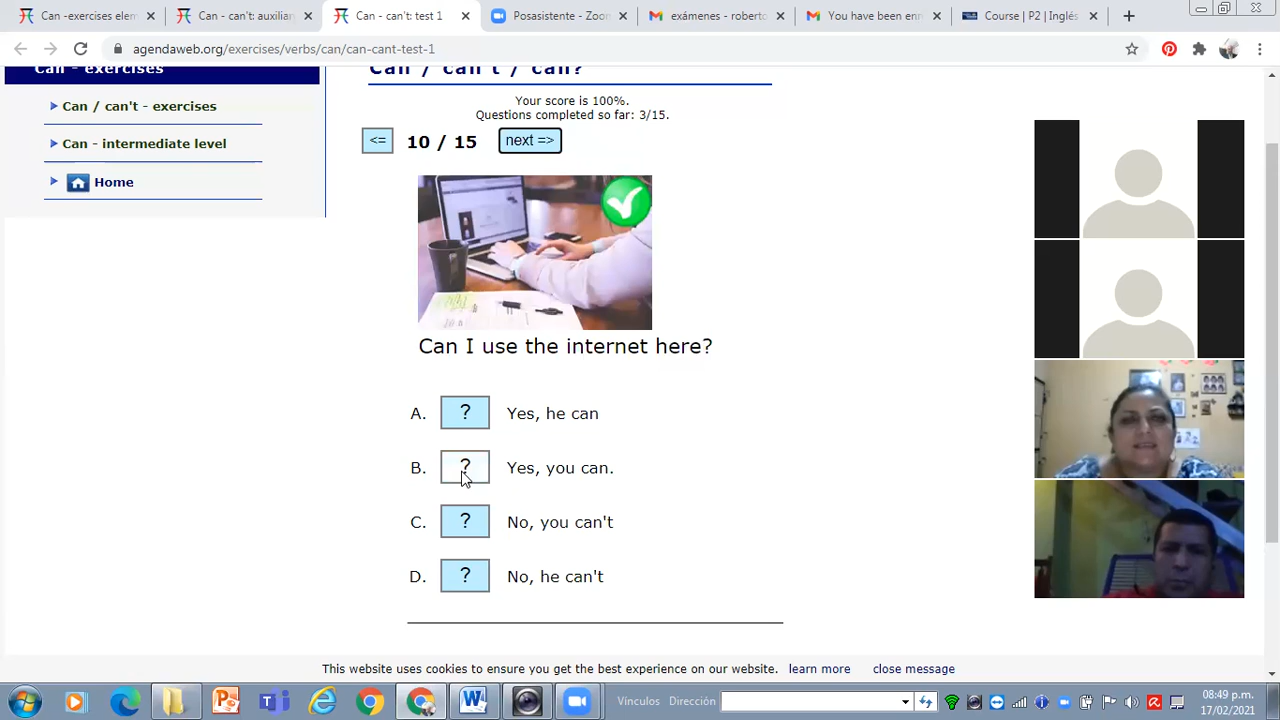 Can -exercises elem
Can - can't: auxiliar
Can - can't: test 1
Posasistente - Zoom
exámenes - roberto
You have been enr
Course | P21 Inglés
agendaweb.org/exercises/verbs/can/can-cant-test-1
Can - exercises
Can / can't / can?
Your score is 100%.
Questions completed so far: 3/15.
Can / can't - exercises
<= 10 / 15 next =>
Can - intermediate level
Home
Can I use the internet here?
A. ? Yes, he can
B. ? Yes, you can.
C. ? No, you can't
D. ? No, he can't
This website uses cookies to ensure you get the best experience on our website. learn more close message
Vínculos Dirección
08:49 p.m.
17/02/2021